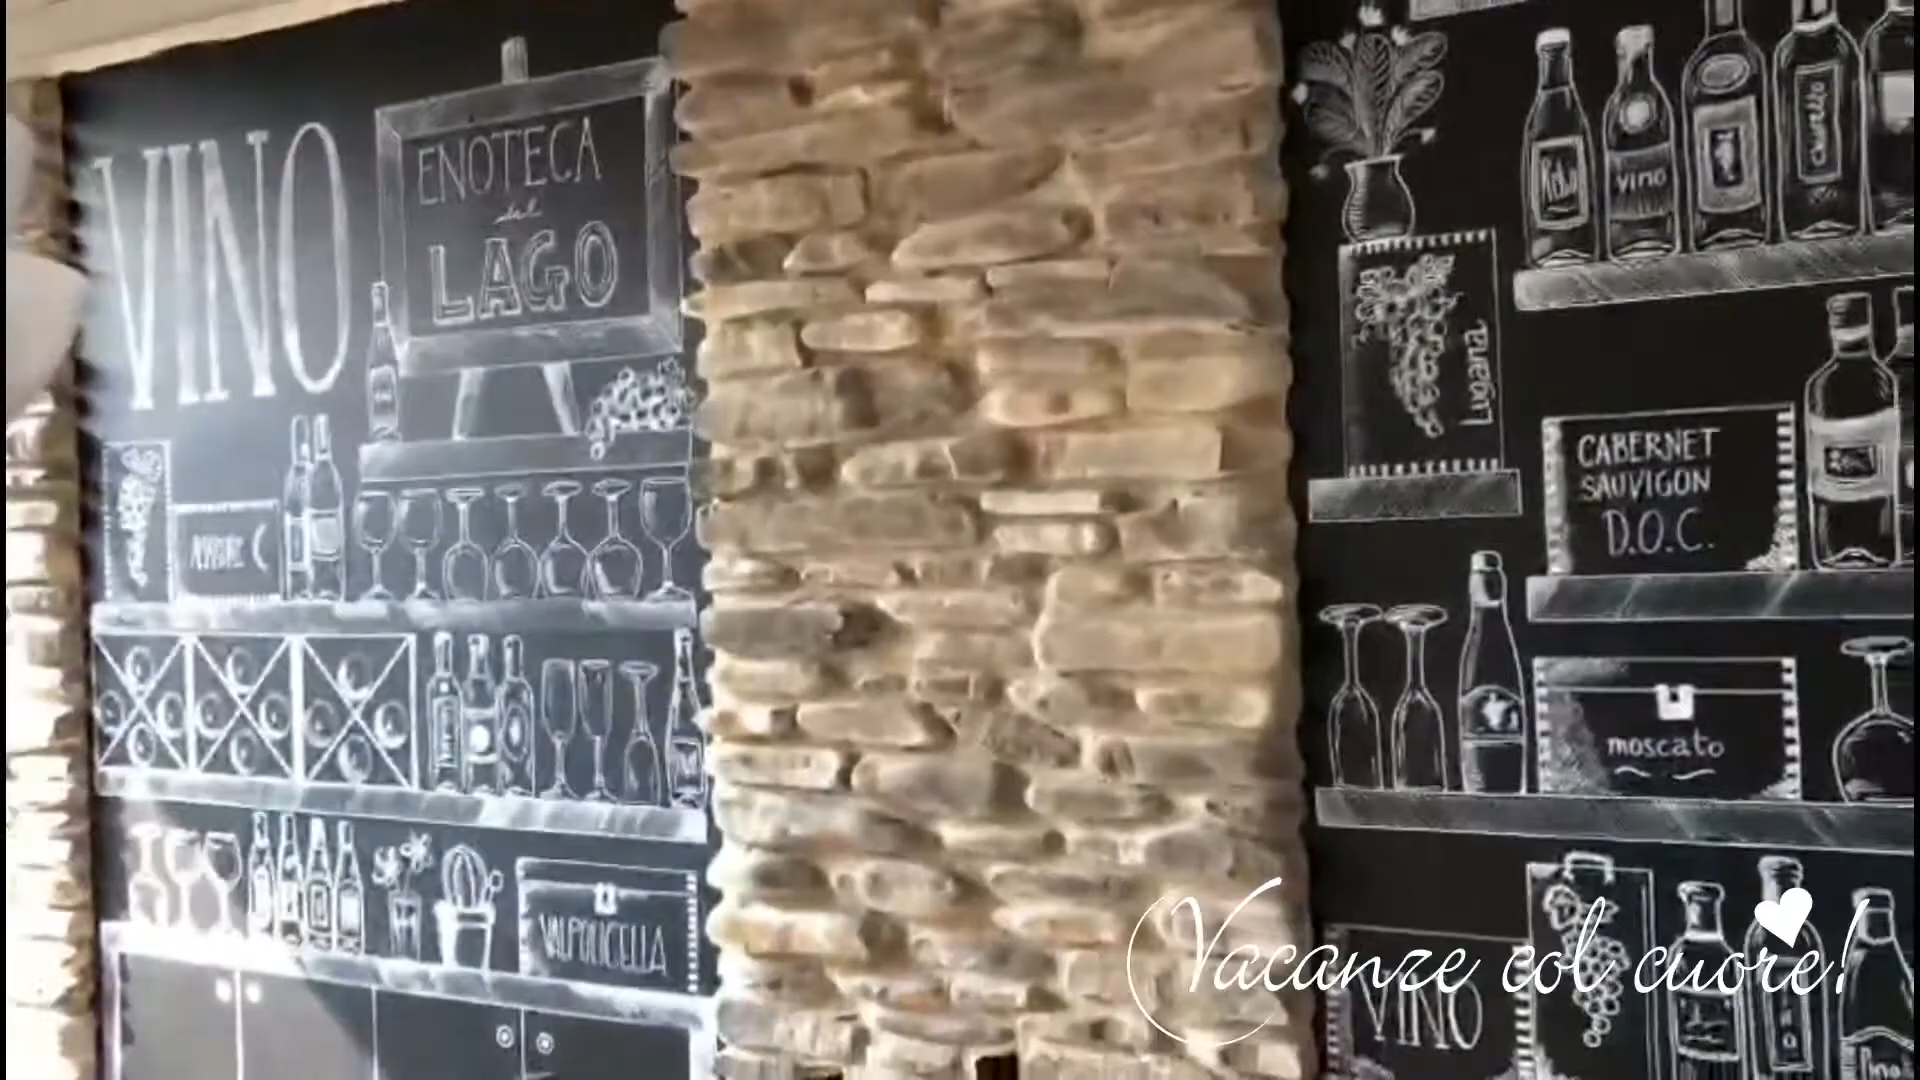 VINO
ENOTECA
del
LAGO
VALPOLICELLA
vino
Lugana
CABERNET
SAUVIGON
D.O.C.
moscato
VINO
Vacanze col cuore!